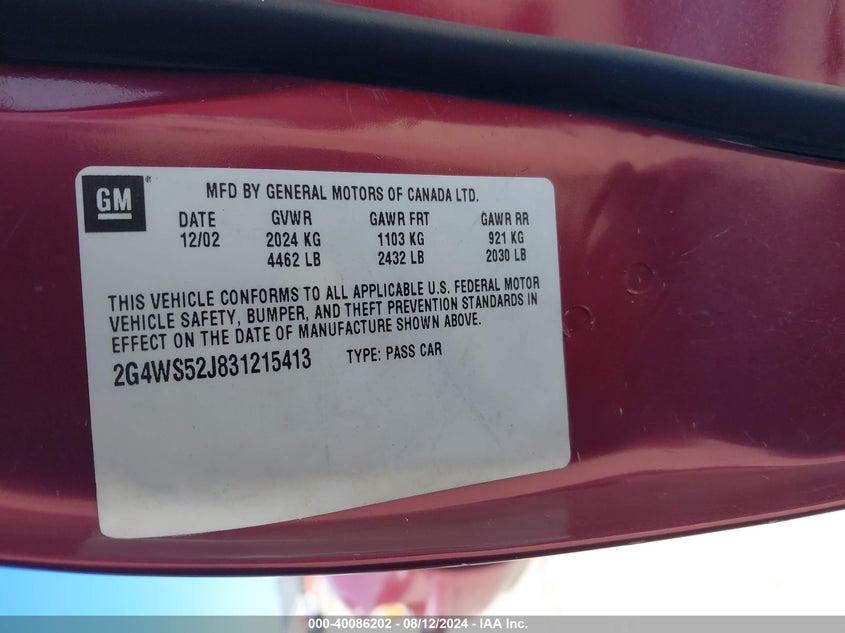 GM
MFD BY GENERAL MOTORS OF CANADA LTD.
DATE GVWR GAWR FRT GAWR RR
12/02 2024 KG 1103 KG 921 KG
4462 LB 2432 LB 2030 LB
THIS VEHICLE CONFORMS TO ALL APPLICABLE U.S. FEDERAL MOTOR
VEHICLE SAFETY, BUMPER, AND THEFT PREVENTION STANDARDS IN
EFFECT ON THE DATE OF MANUFACTURE SHOWN ABOVE.
2G4WS52J831215413 TYPE: PASS CAR
000-40086202 - 08/12/2024 - IAA Inc.